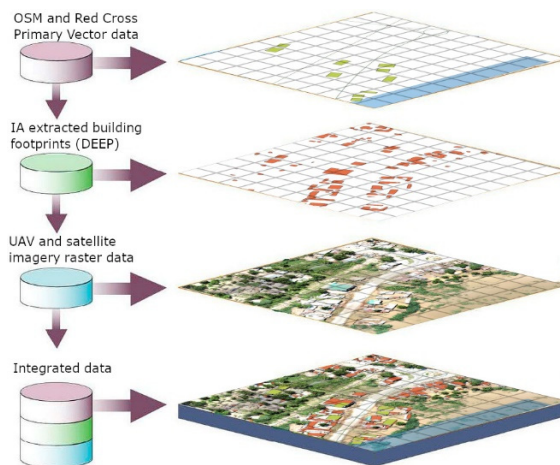 OSM and Red Cross
Primary Vector data
IA extracted building
footprints (DEEP)
UAV and satellite
imagery raster data
Integrated data